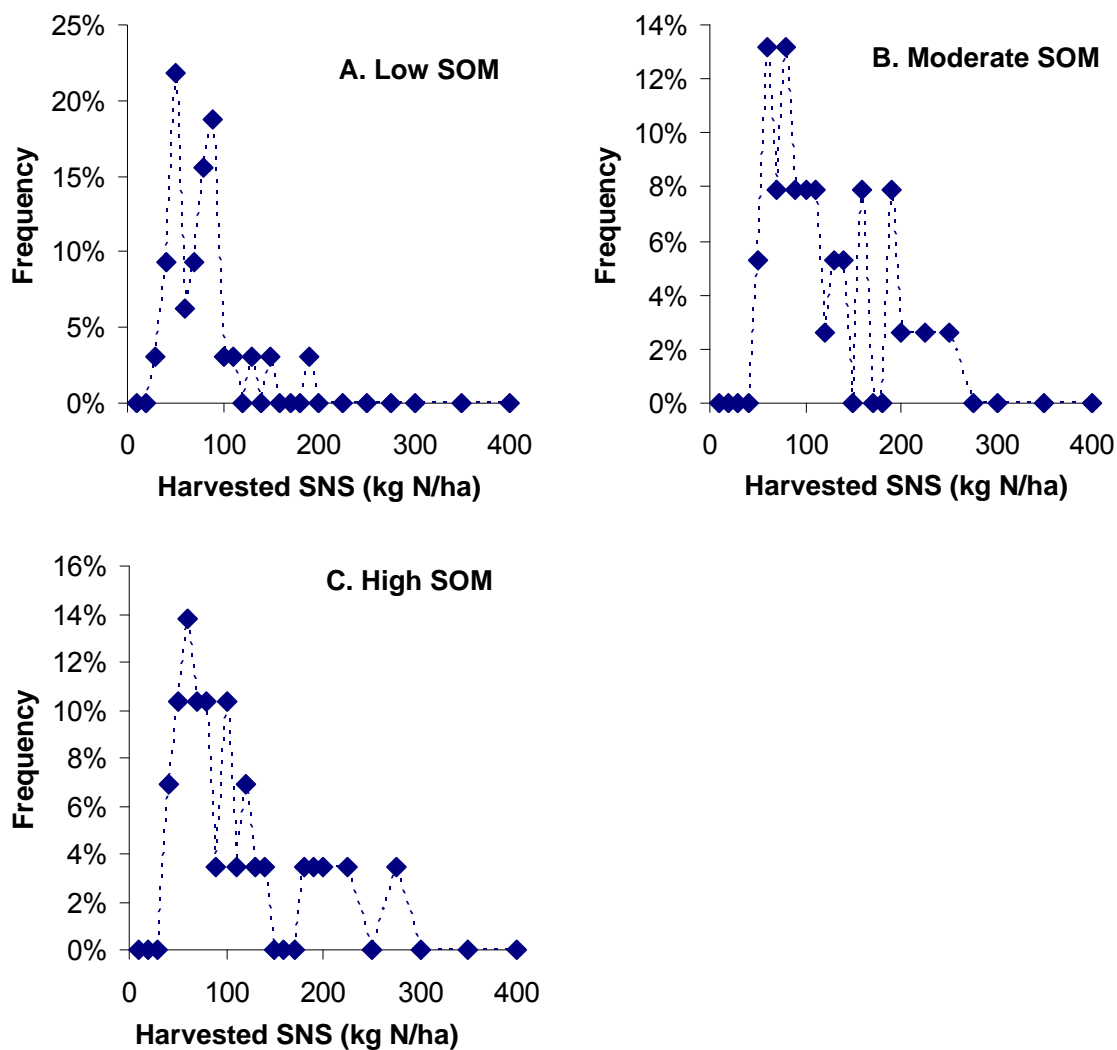 A. Low SOM
25%
20%
15%
10%
5%
0%
Frequency
0 100 200 300 400
Harvested SNS (kg N/ha)
B. Moderate SOM
14%
12%
10%
8%
6%
4%
2%
0%
Frequency
0 100 200 300 400
Harvested SNS (kg N/ha)
C. High SOM
16%
14%
12%
10%
8%
6%
4%
2%
0%
Frequency
0 100 200 300 400
Harvested SNS (kg N/ha)